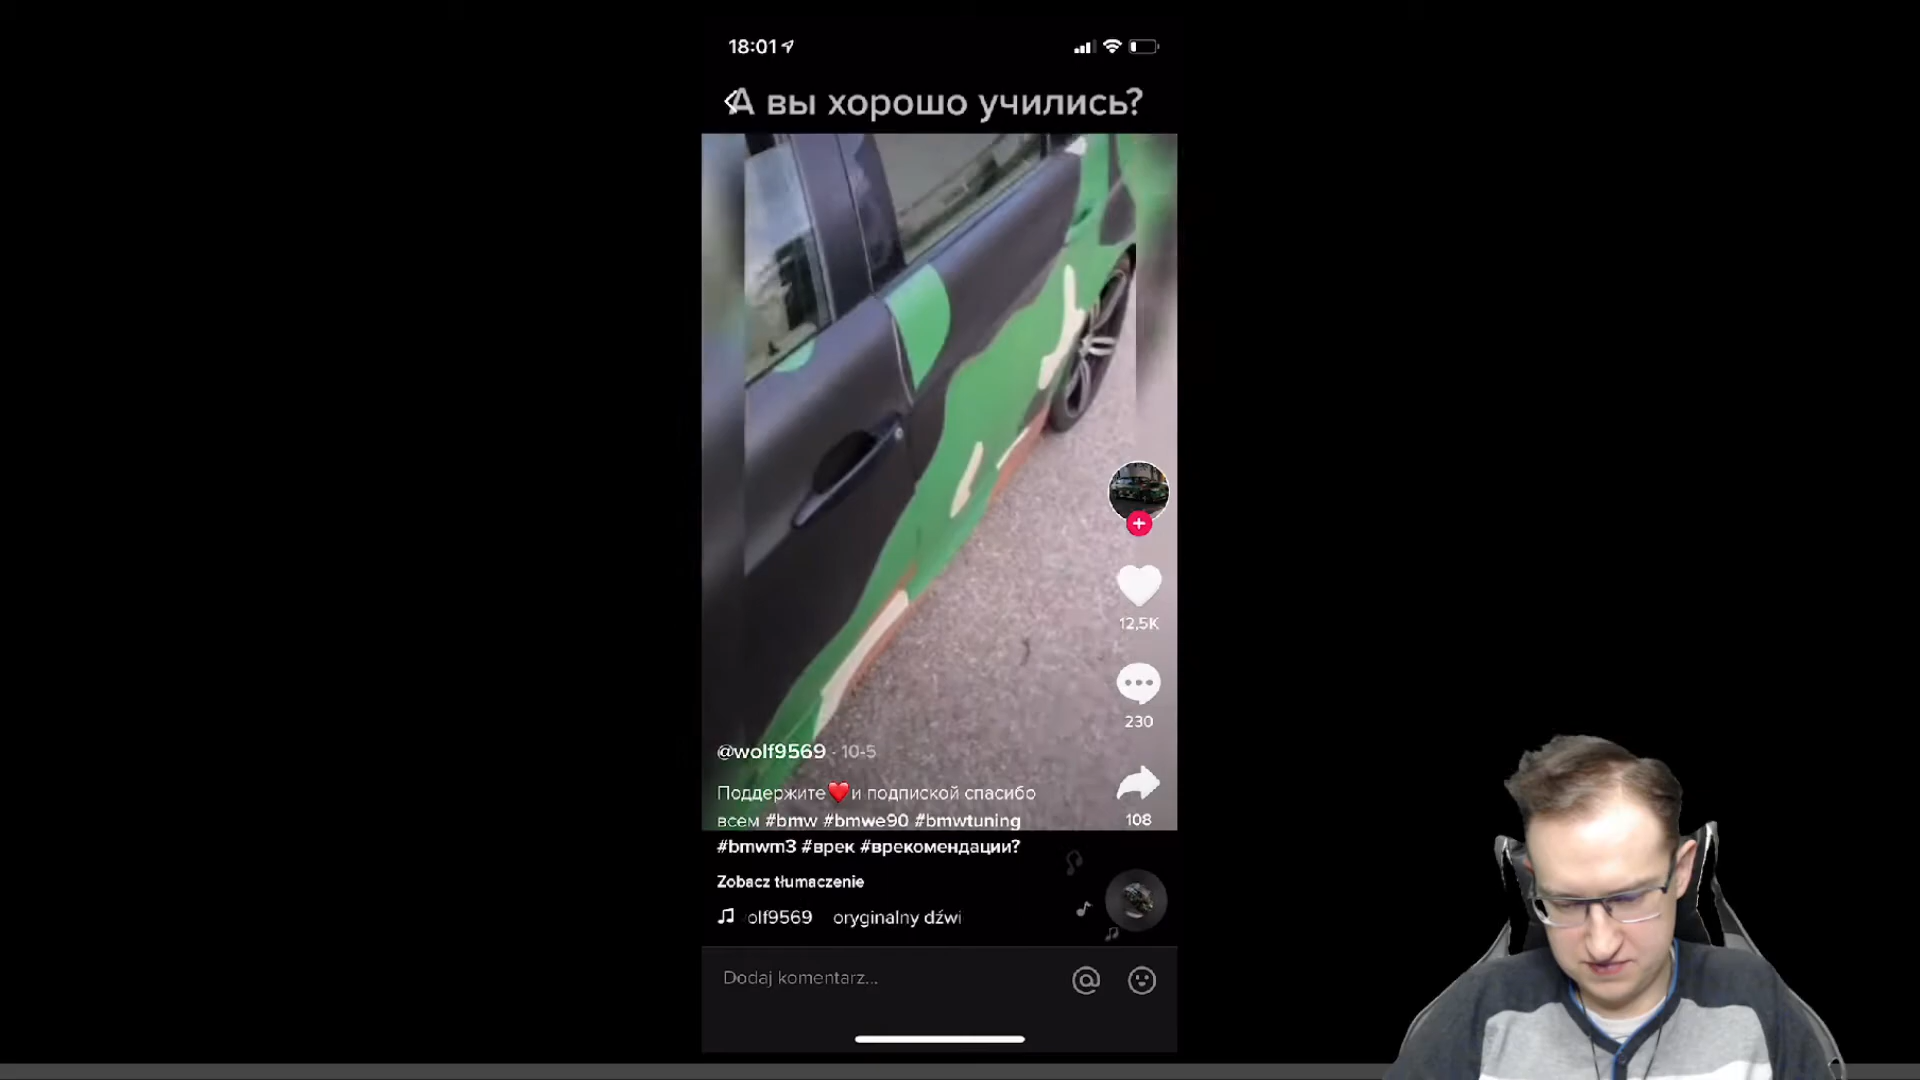 18:01
А вы хорошо учились?
12,5K
230
@wolf9569 · 10-5
Поддержите❤️и подпиской спасибо
всем #bmw #bmwe90 #bmwtuning
108
#bmwm3 #врек #врекомендации?
Zobacz tłumaczenie
olf9569 oryginalny dźwi
Dodaj komentarz...